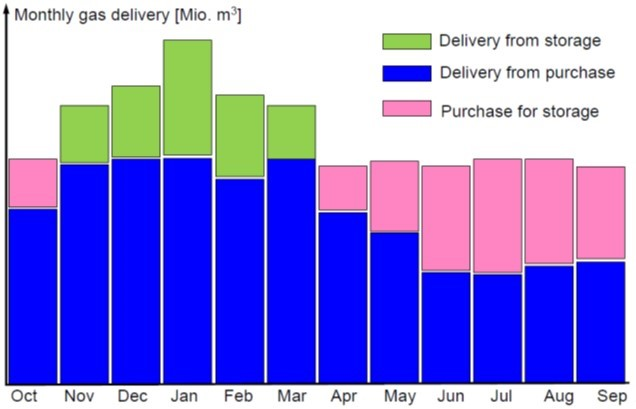 Monthly gas delivery [Mio. m³]
Delivery from storage
Delivery from purchase
Purchase for storage
Oct Nov Dec Jan Feb Mar Apr May Jun Jul Aug Sep